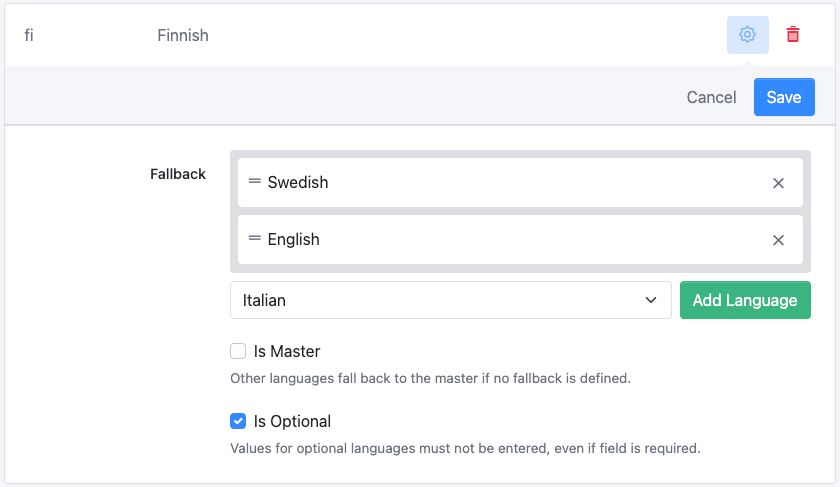 fi Finnish
Cancel Save
Fallback
Swedish
English
Italian Add Language
Is Master
Other languages fall back to the master if no fallback is defined.
Is Optional
Values for optional languages must not be entered, even if field is required.